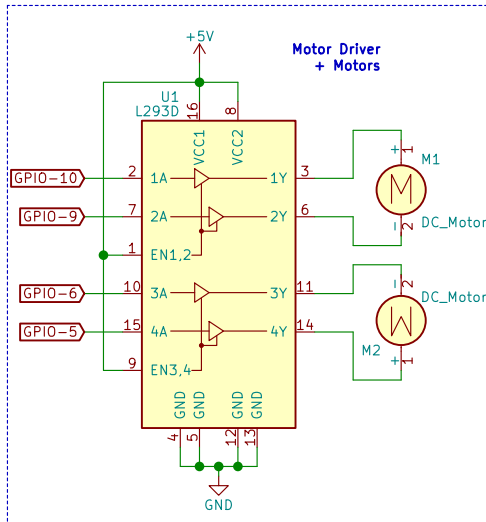 +5V
Motor Driver
+ Motors
U1
L293D
16
8
VCC1
VCC2
GPIO-10
2
1A
1Y
3
1
+
M1
M
GPIO-9
7
2A
2Y
6
-
2
DC_Motor
1
EN1,2
GPIO-6
10
3A
3Y
11
-
2
DC_Motor
M
GPIO-5
15
4A
4Y
14
M2
+
1
9
EN3,4
GND
GND
GND
GND
4
5
12
13
GND